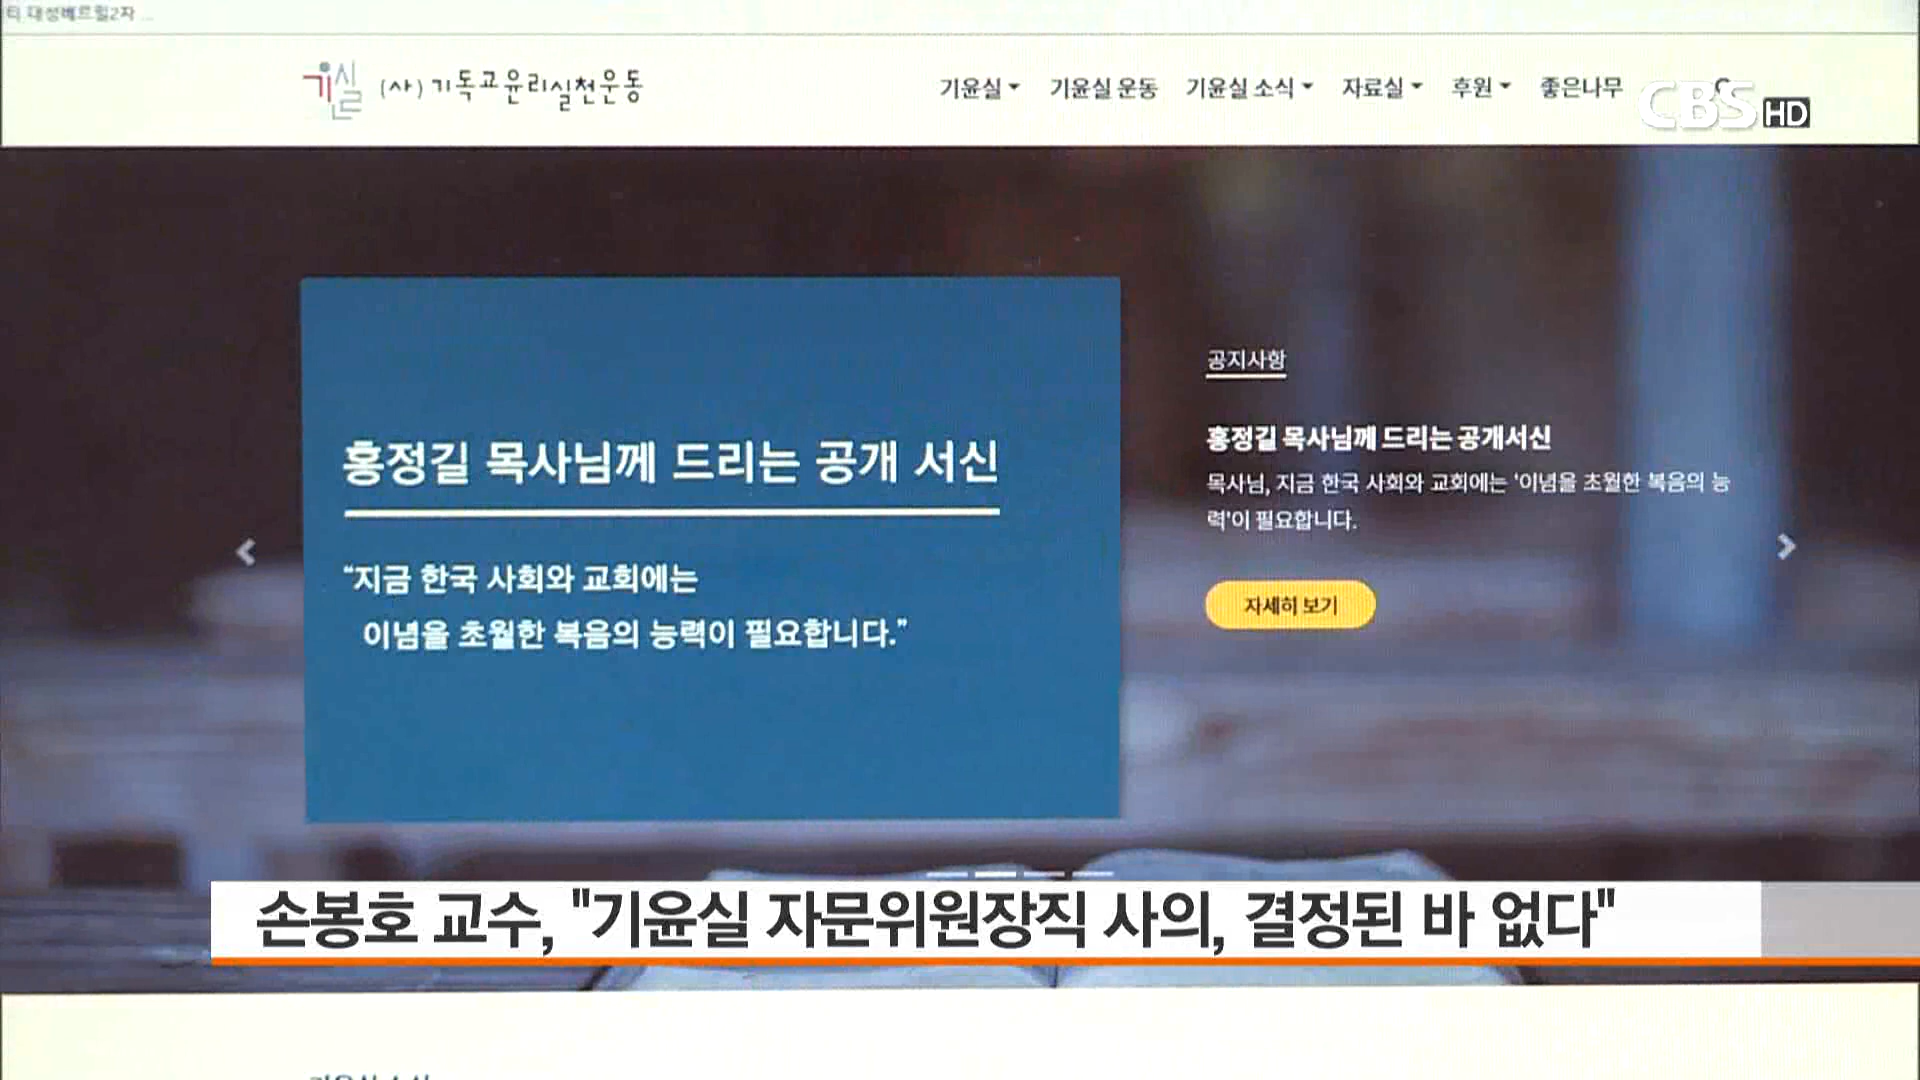 기윤실
(사)기독교윤리실천운동
기윤실 기윤실 운동 기윤실 소식 자료실 후원 좋은나무
CBS HD
홍정길 목사님께 드리는 공개 서신
“지금 한국 사회와 교회에는
이념을 초월한 복음의 능력이 필요합니다.”
공지사항
홍정길 목사님께 드리는 공개서신
목사님, 지금 한국 사회와 교회에는 '이념을 초월한 복음의 능
력'이 필요합니다.
자세히 보기
손봉호 교수, "기윤실 자문위원장직 사의, 결정된 바 없다"